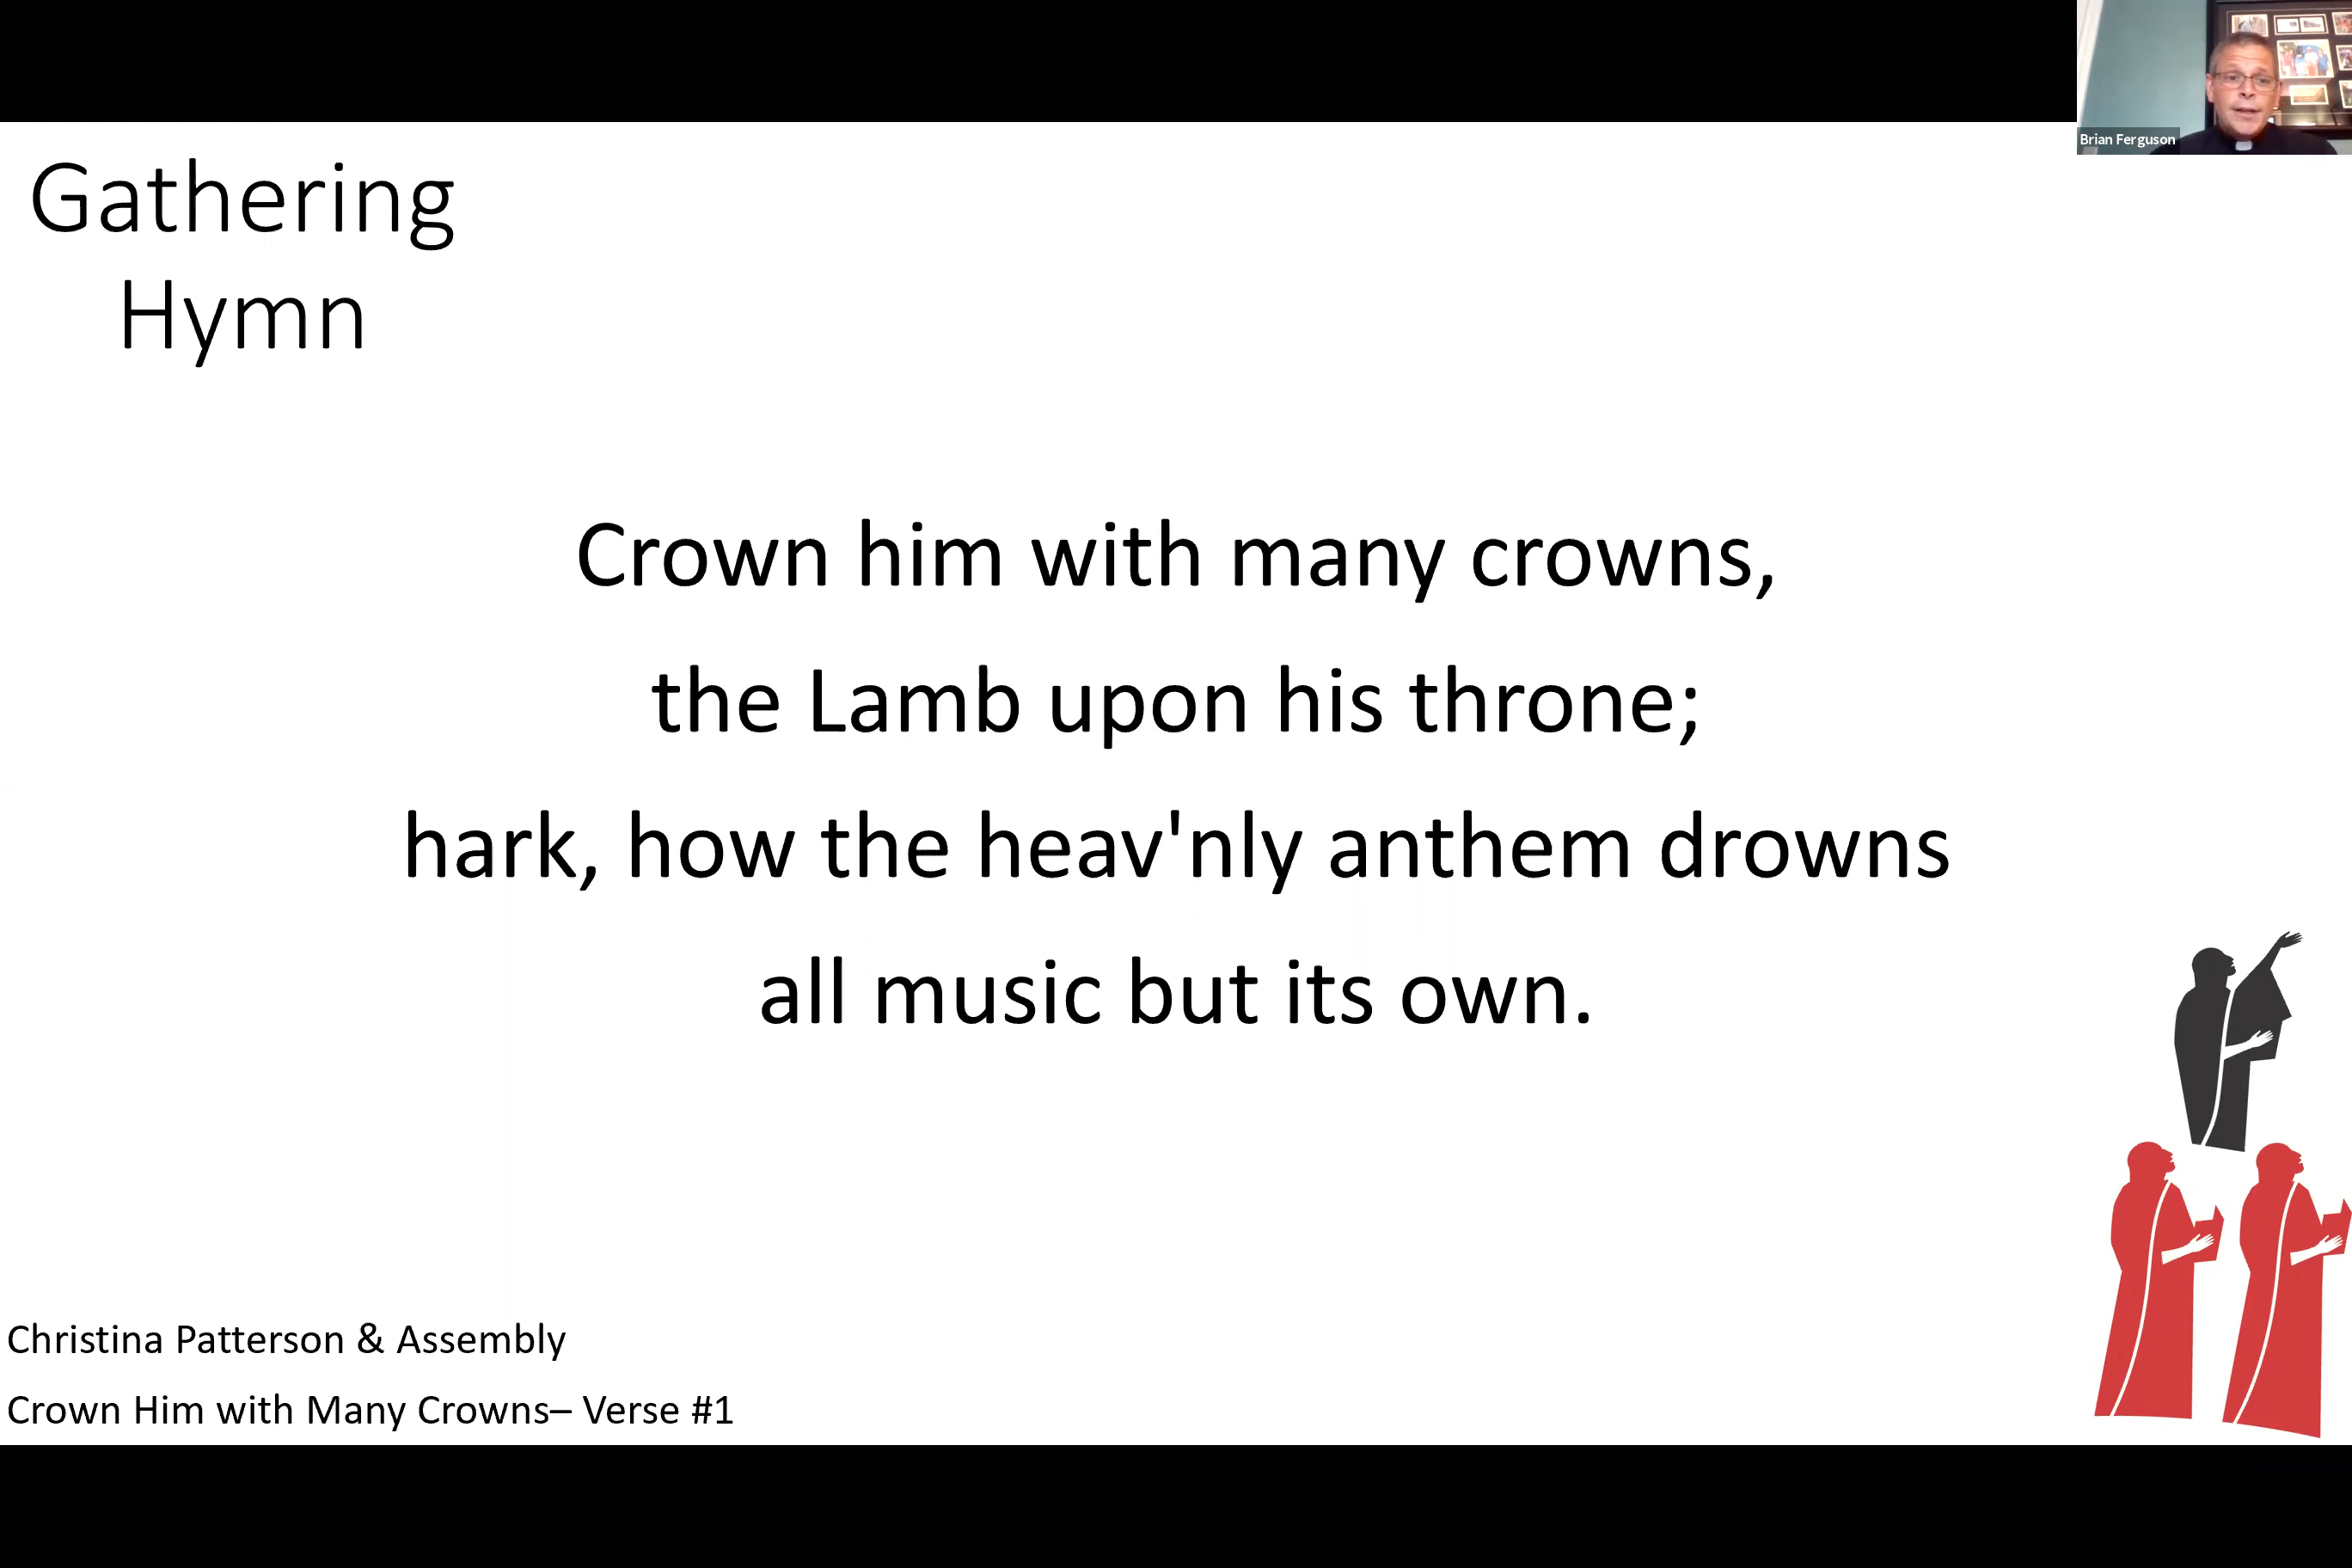 Brian Ferguson
Gathering
Hymn
Crown him with many crowns,
the Lamb upon his throne;
hark, how the heav'nly anthem drowns
all music but its own.
Christina Patterson & Assembly
Crown Him with Many Crowns– Verse #1